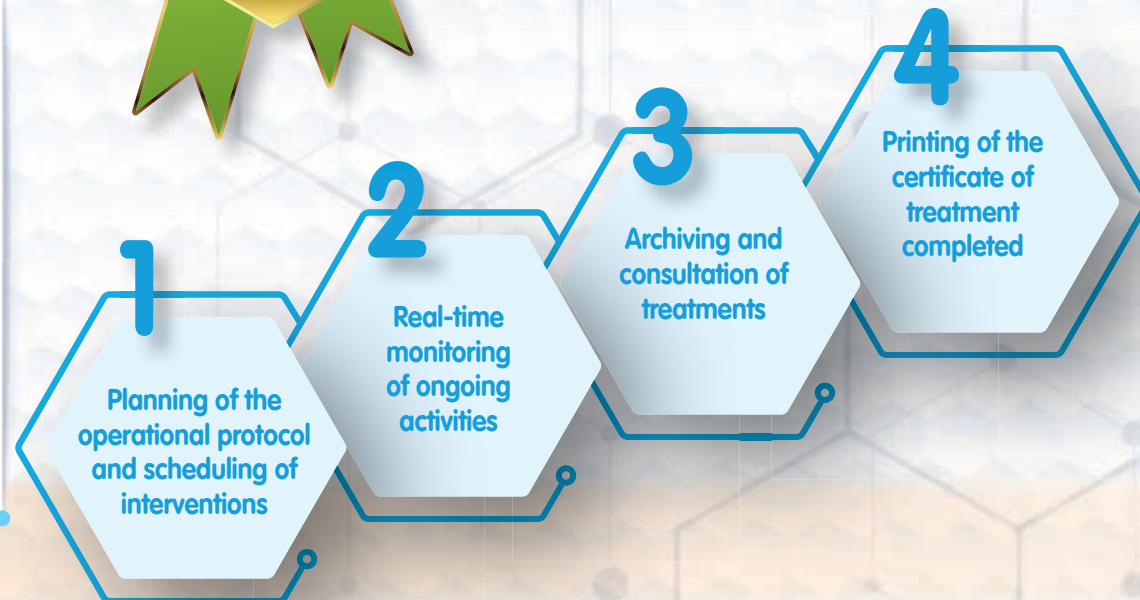 1
Planning of the
operational protocol
and scheduling of
interventions
2
Real-time
monitoring
of ongoing
activities
3
Archiving and
consultation of
treatments
4
Printing of the
certificate of
treatment
completed